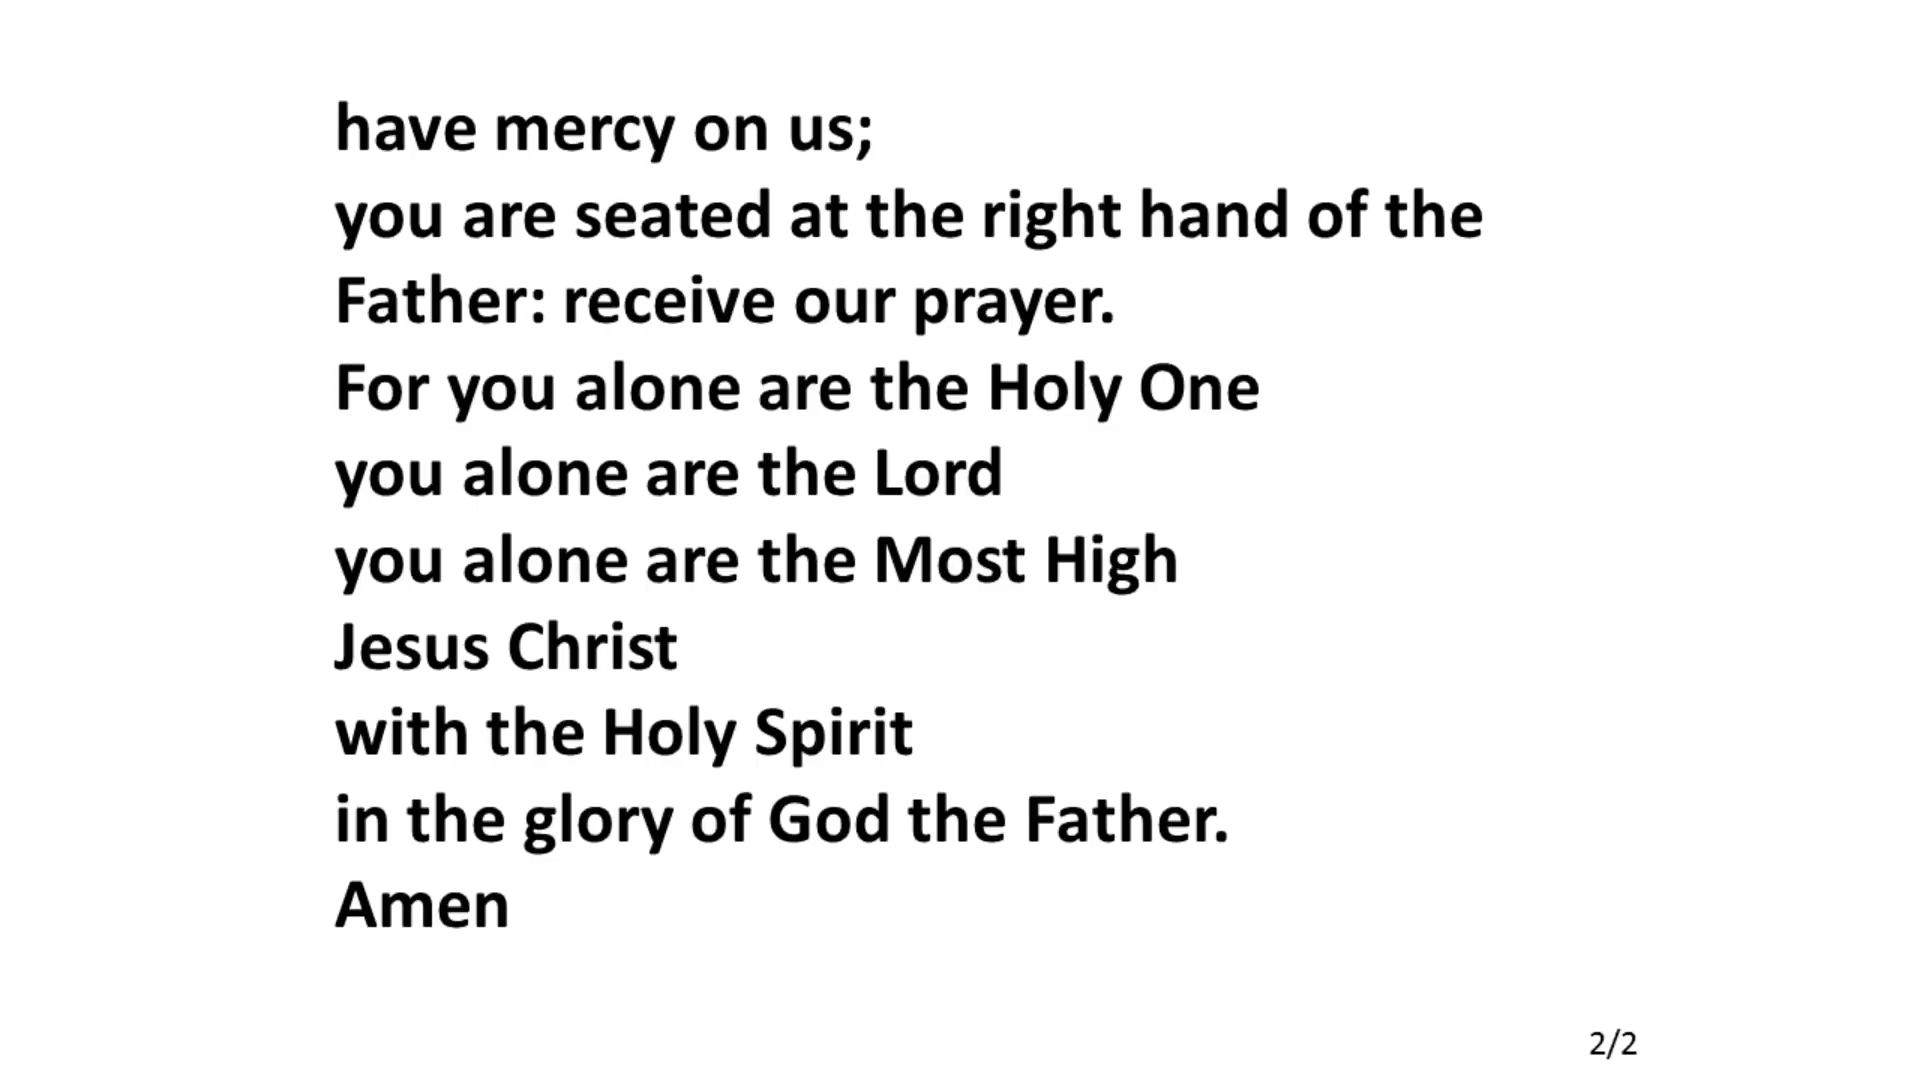 have mercy on us;
you are seated at the right hand of the
Father: receive our prayer.
For you alone are the Holy One
you alone are the Lord
you alone are the Most High
Jesus Christ
with the Holy Spirit
in the glory of God the Father.
Amen
2/2